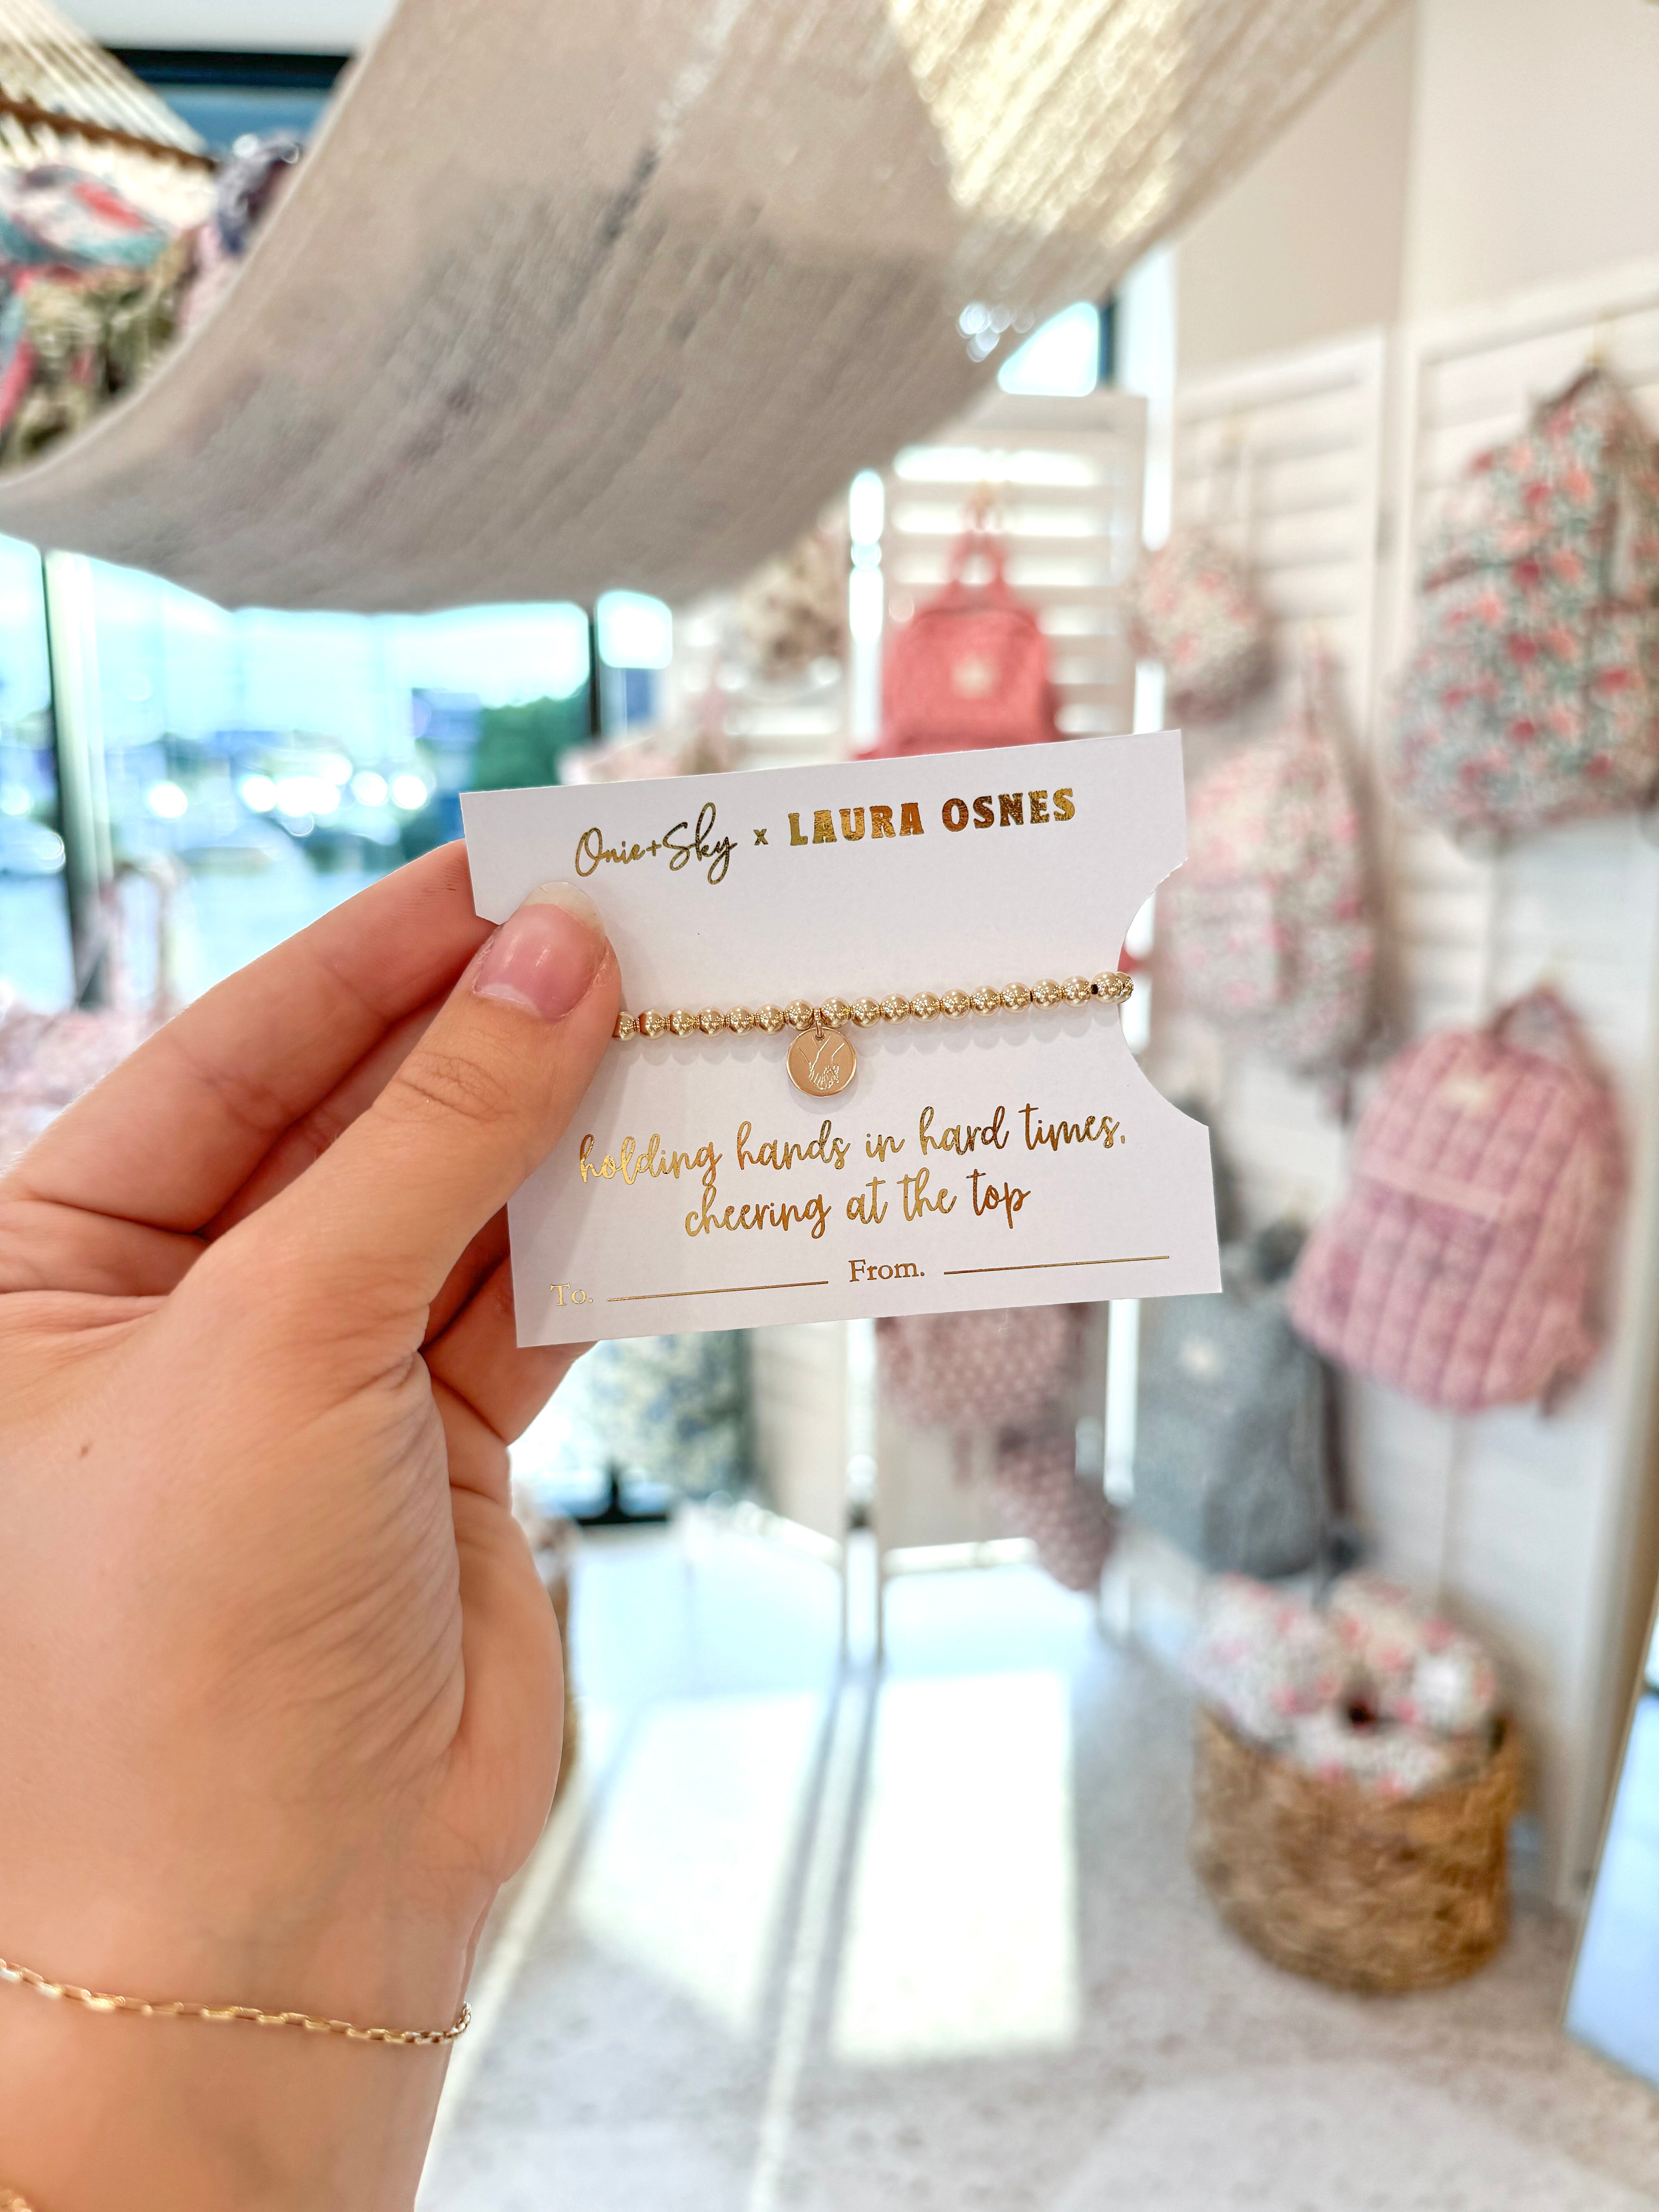 Onie+Sky x LAURA OSNES
holding hands in hard times,
cheering at the top
To. From.